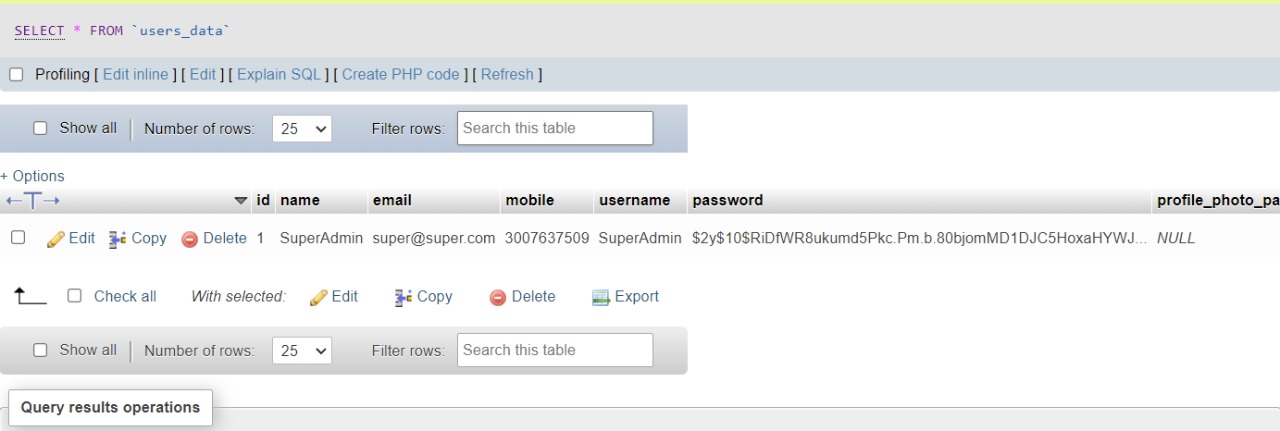 SELECT * FROM `users_data`
Profiling [ Edit inline ] [ Edit ] [ Explain SQL ] [ Create PHP code ] [ Refresh ]
Show all Number of rows: 25 Filter rows: Search this table
+ Options
←T→ id name email mobile username password profile_photo_pa
Edit Copy Delete 1 SuperAdmin super@super.com 3007637509 SuperAdmin $2y$10$RiDfWR8ukumd5Pkc.Pm.b.80bjomMD1DJC5HoxaHYWJ... NULL
Check all With selected: Edit Copy Delete Export
Show all Number of rows: 25 Filter rows: Search this table
Query results operations